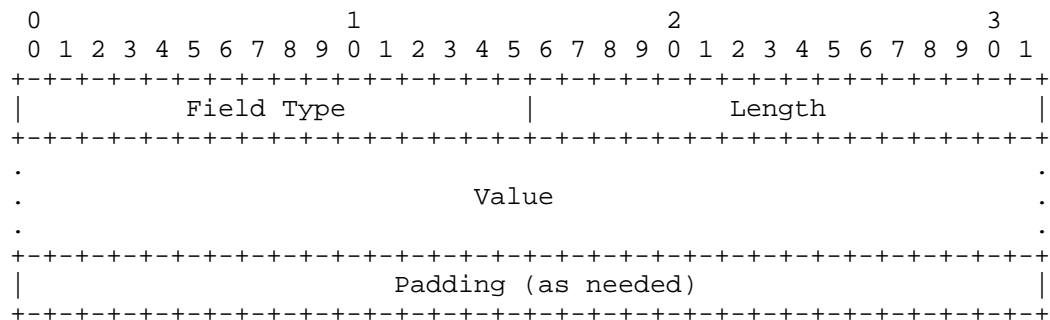 0                   1                   2                   3
 0 1 2 3 4 5 6 7 8 9 0 1 2 3 4 5 6 7 8 9 0 1 2 3 4 5 6 7 8 9 0 1
+-+-+-+-+-+-+-+-+-+-+-+-+-+-+-+-+-+-+-+-+-+-+-+-+-+-+-+-+-+-+-+-+
|          Field Type           |            Length             |
+-+-+-+-+-+-+-+-+-+-+-+-+-+-+-+-+-+-+-+-+-+-+-+-+-+-+-+-+-+-+-+-+
.                                                               .
.                            Value                              .
.                                                               .
+-+-+-+-+-+-+-+-+-+-+-+-+-+-+-+-+-+-+-+-+-+-+-+-+-+-+-+-+-+-+-+-+
|                       Padding (as needed)                     |
+-+-+-+-+-+-+-+-+-+-+-+-+-+-+-+-+-+-+-+-+-+-+-+-+-+-+-+-+-+-+-+-+